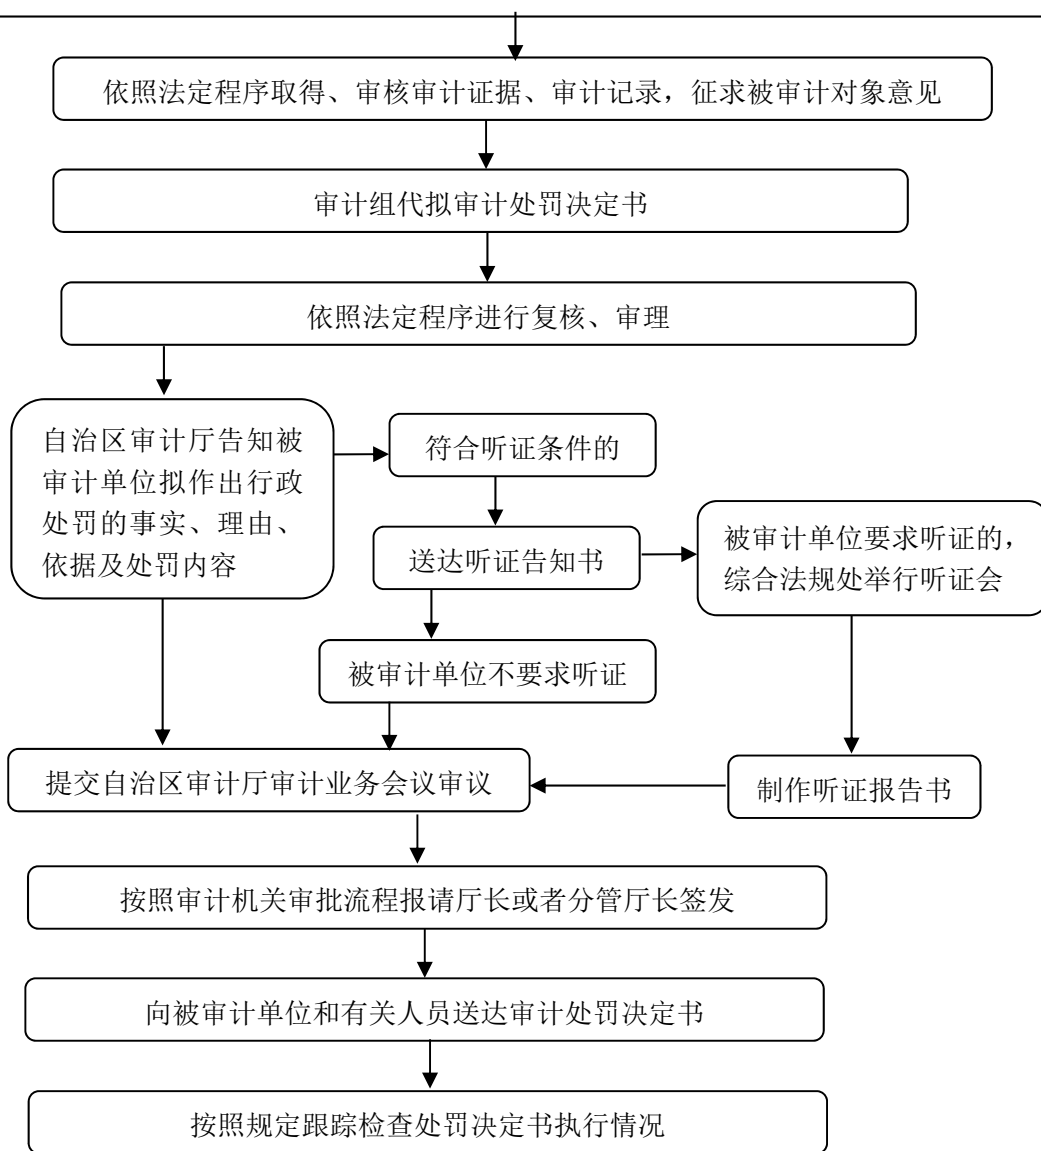 依照法定程序取得、审核审计证据、审计记录，征求被审计对象意见
审计组代拟审计处罚决定书
依照法定程序进行复核、审理
自治区审计厅告知被
审计单位拟作出行政
处罚的事实、理由、
依据及处罚内容
符合听证条件的
送达听证告知书
被审计单位要求听证的，
综合法规处举行听证会
被审计单位不要求听证
提交自治区审计厅审计业务会议审议
制作听证报告书
按照审计机关审批流程报请厅长或者分管厅长签发
向被审计单位和有关人员送达审计处罚决定书
按照规定跟踪检查处罚决定书执行情况